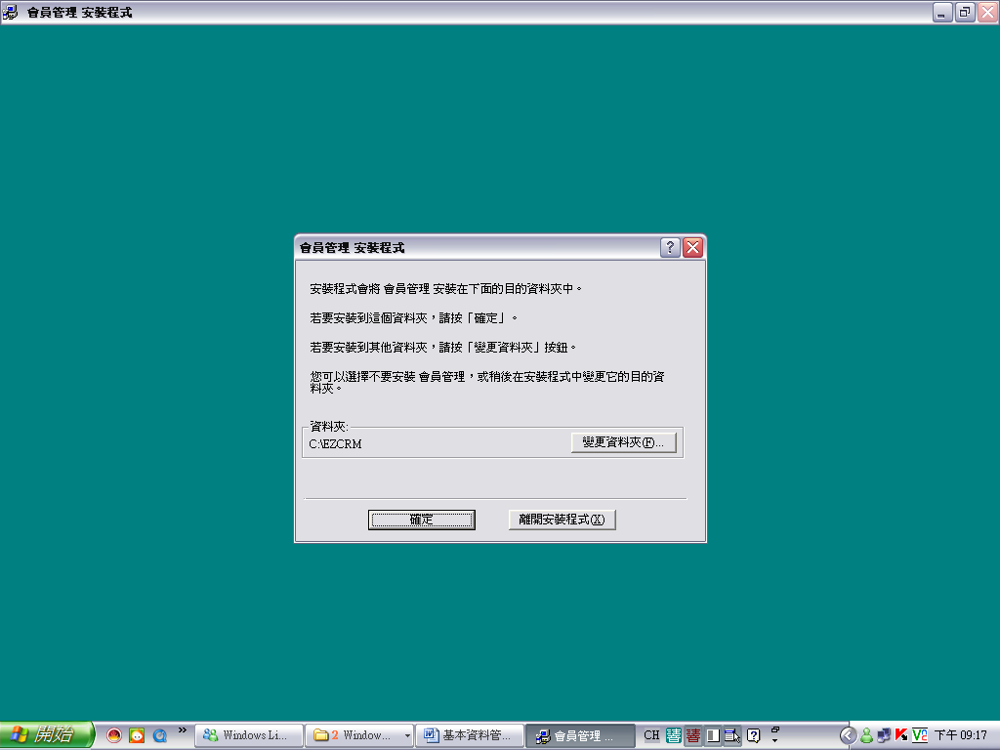 會員管理 安裝程式
會員管理 安裝程式
安裝程式會將 會員管理 安裝在下面的目的資料夾中。
若要安裝到這個資料夾，請按「確定」。
若要安裝到其他資料夾，請按「變更資料夾」按鈕。
您可以選擇不要安裝 會員管理，或稍後在安裝程式中變更它的目的資
料夾。
資料夾:
C:\EZCRM
變更資料夾(F)...
確定
離開安裝程式(X)
開始
Windows Li...
2 Window...
基本資料管...
會員管理 ...
CH
下午 09:17